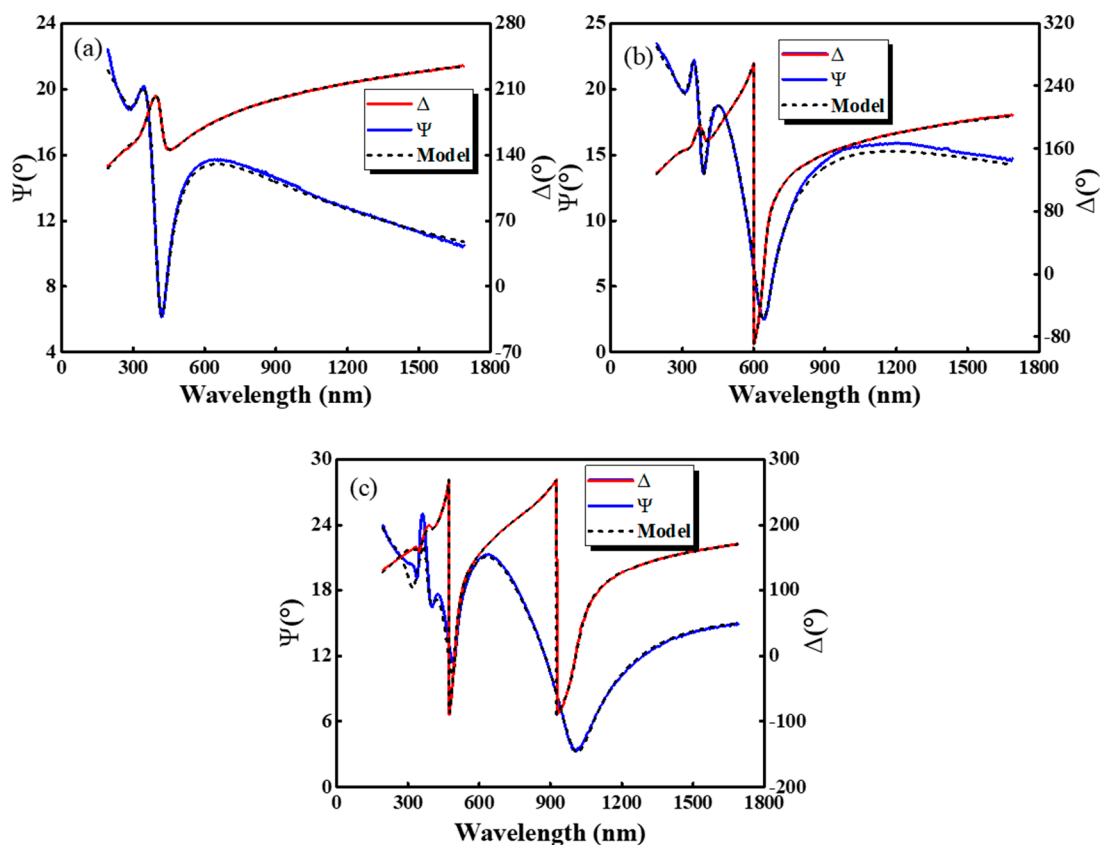 (a)
24
20
16
12
8
4
Ψ(°)
280
210
140
70
0
-70
Δ(°)
Δ
Ψ
Model
0 300 600 900 1200 1500 1800
Wavelength (nm)
(b)
25
20
15
10
5
0
Ψ(°)
320
240
160
80
0
-80
Δ(°)
Δ
Ψ
Model
0 300 600 900 1200 1500 1800
Wavelength (nm)
(c)
30
24
18
12
6
0
Ψ(°)
300
200
100
0
-100
-200
Δ(°)
Δ
Ψ
Model
0 300 600 900 1200 1500 1800
Wavelength (nm)